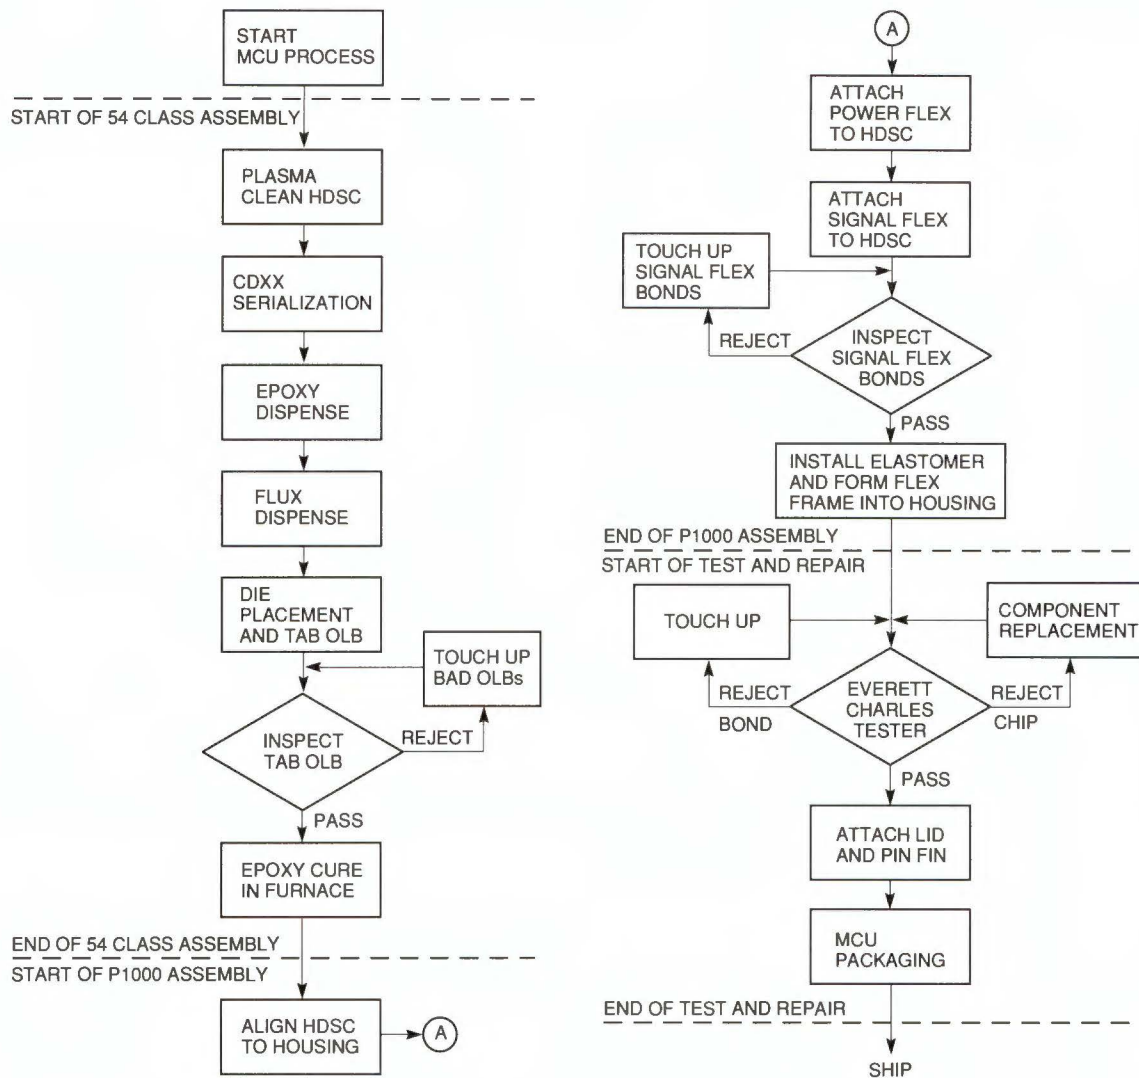 START
MCU PROCESS
START OF 54 CLASS ASSEMBLY
PLASMA
CLEAN HDSC
CDXX
SERIALIZATION
EPOXY
DISPENSE
FLUX
DISPENSE
DIE
PLACEMENT
AND TAB OLB
TOUCH UP
BAD OLBs
INSPECT
TAB OLB
REJECT
PASS
EPOXY CURE
IN FURNACE
END OF 54 CLASS ASSEMBLY
START OF P1000 ASSEMBLY
ALIGN HDSC
TO HOUSING
A
A
ATTACH
POWER FLEX
TO HDSC
ATTACH
SIGNAL FLEX
TO HDSC
TOUCH UP
SIGNAL FLEX
BONDS
REJECT
INSPECT
SIGNAL FLEX
BONDS
PASS
INSTALL ELASTOMER
AND FORM FLEX
FRAME INTO HOUSING
END OF P1000 ASSEMBLY
START OF TEST AND REPAIR
TOUCH UP
COMPONENT
REPLACEMENT
REJECT
BOND
EVERETT
CHARLES
TESTER
REJECT
CHIP
PASS
ATTACH LID
AND PIN FIN
MCU
PACKAGING
END OF TEST AND REPAIR
SHIP